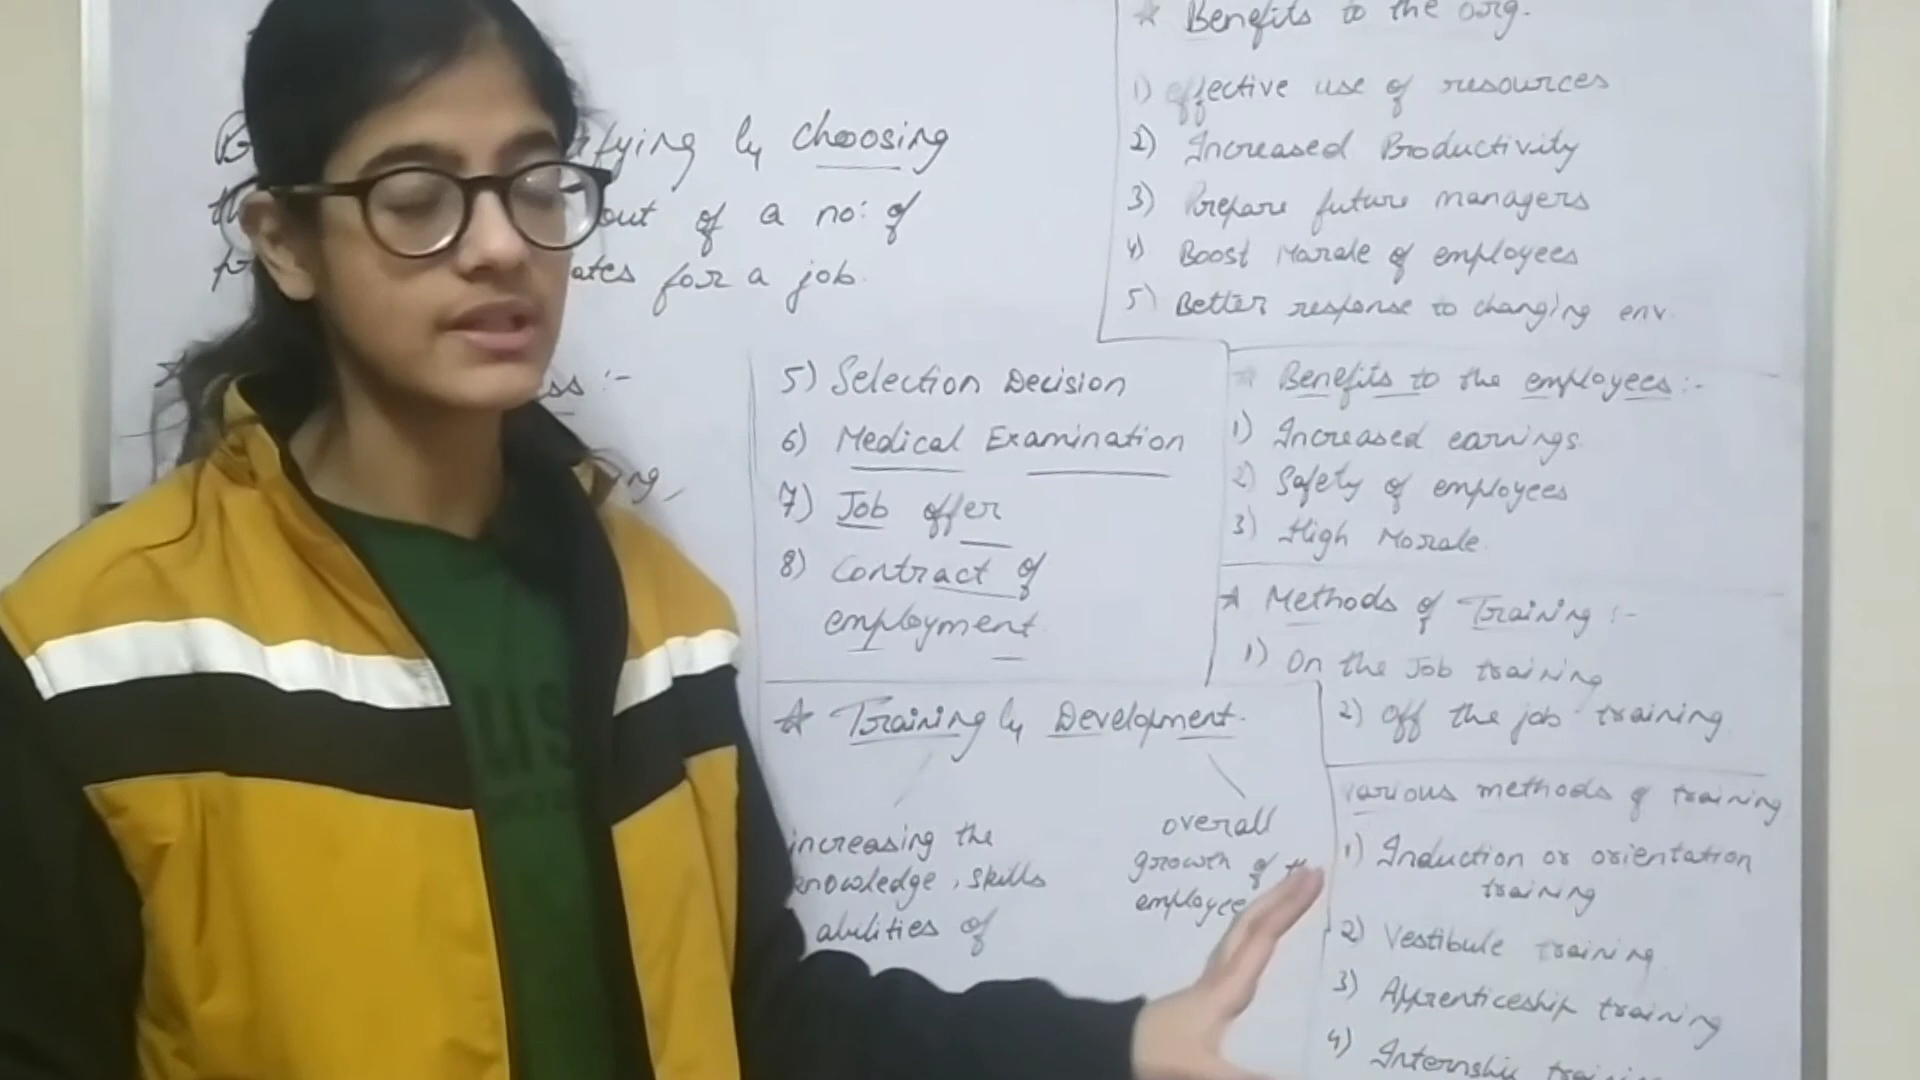 choosing
out of a no: of
for a job.
5) Selection Decision
6) Medical Examination
7) Job offer
8) Contract of
employment
☆ Training & Development.
increasing the
knowledge, skills
abilities of
overall
growth of
employee
☆ Benefits to the org.
1) effective use of resources
2) Increased Productivity
3) Prepare future managers
4) Boost Morale of employees
5) Better response to changing env.
☆ Benefits to the employees:-
1) Increased earnings
2) Safety of employees
3) High Morale.
☆ Methods of Training :-
1) On the Job training
2) Off the job training
Various methods of training
1) Induction or orientation
training
2) Vestibule training
3) Apprenticeship training
4) Internship